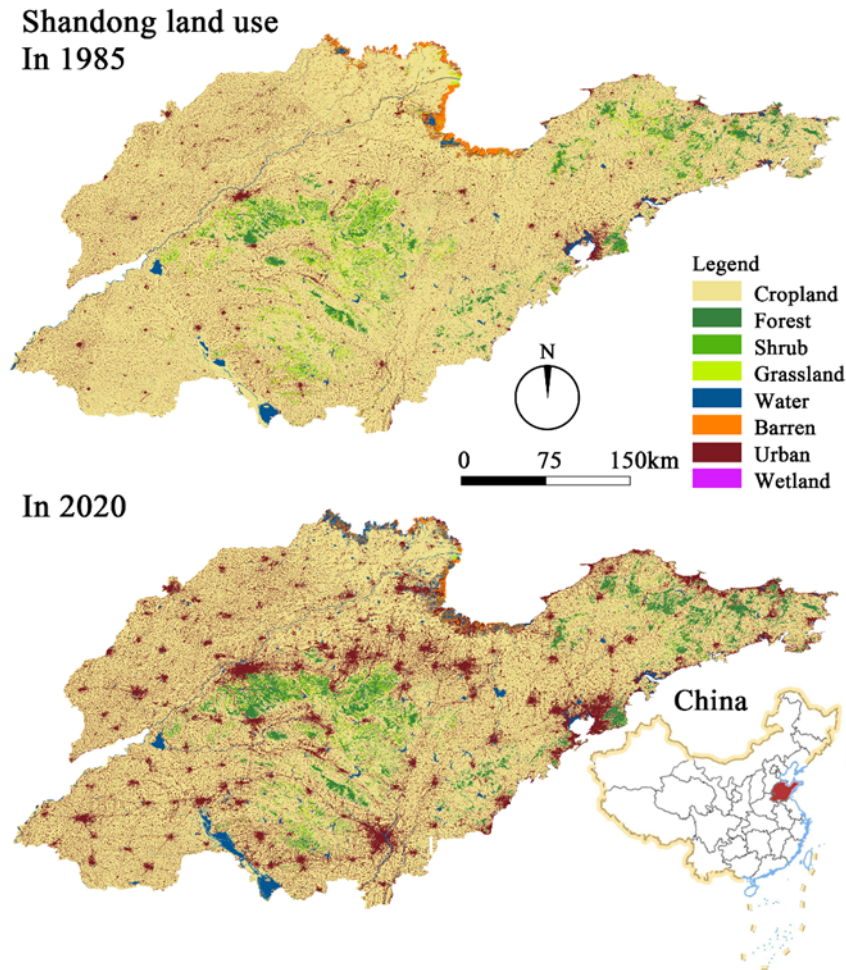 Shandong land use
In 1985
Legend
Cropland
Forest
Shrub
Grassland
Water
Barren
Urban
Wetland
N
0 75 150km
In 2020
China